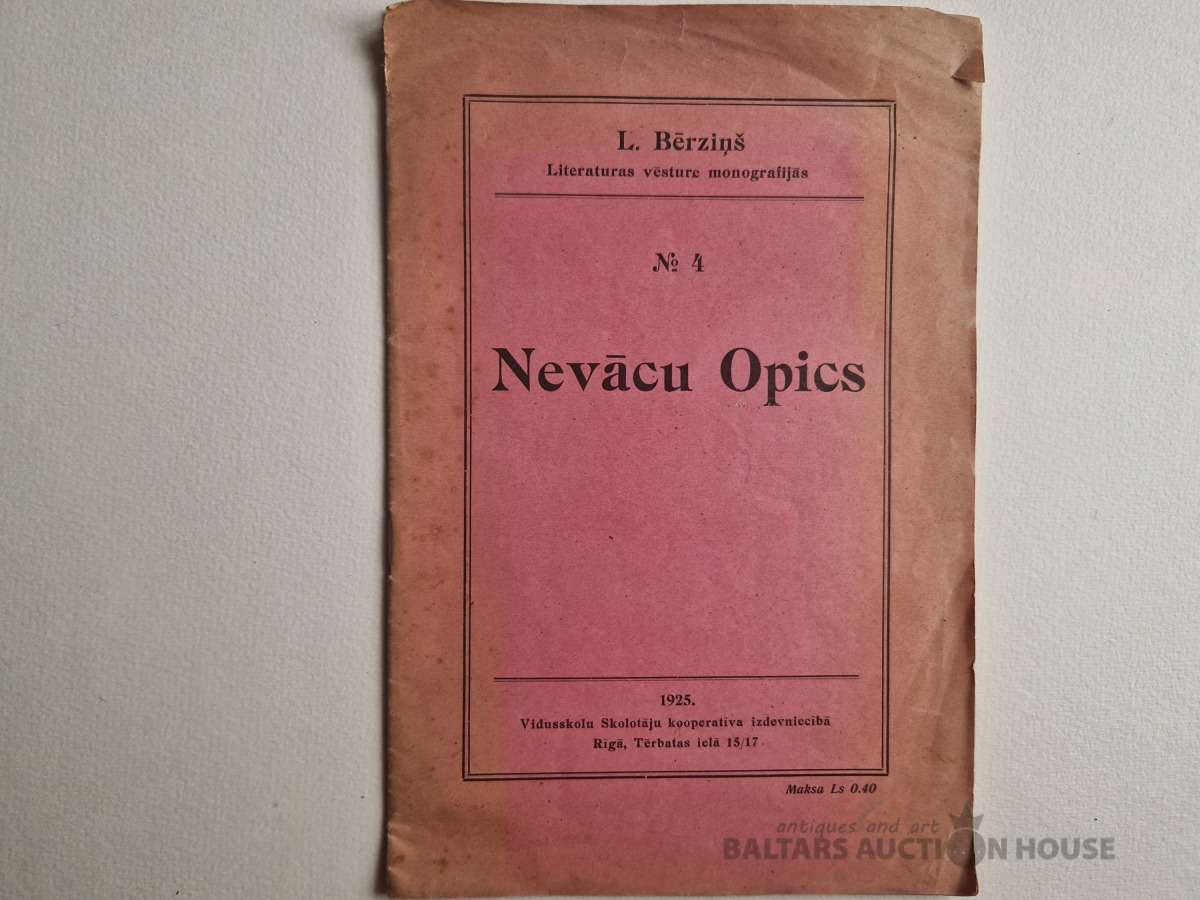 L. Bērziņš
Literaturas vēsture monografijās
№ 4
Nevācu Opics
1925.
Vidusskolu Skolotāju kooperatīva izdevniecībā
Rīgā, Tērbatas ielā 15/17
Maksa Ls 0.40
antiques and art
BALTARS AUCTION HOUSE